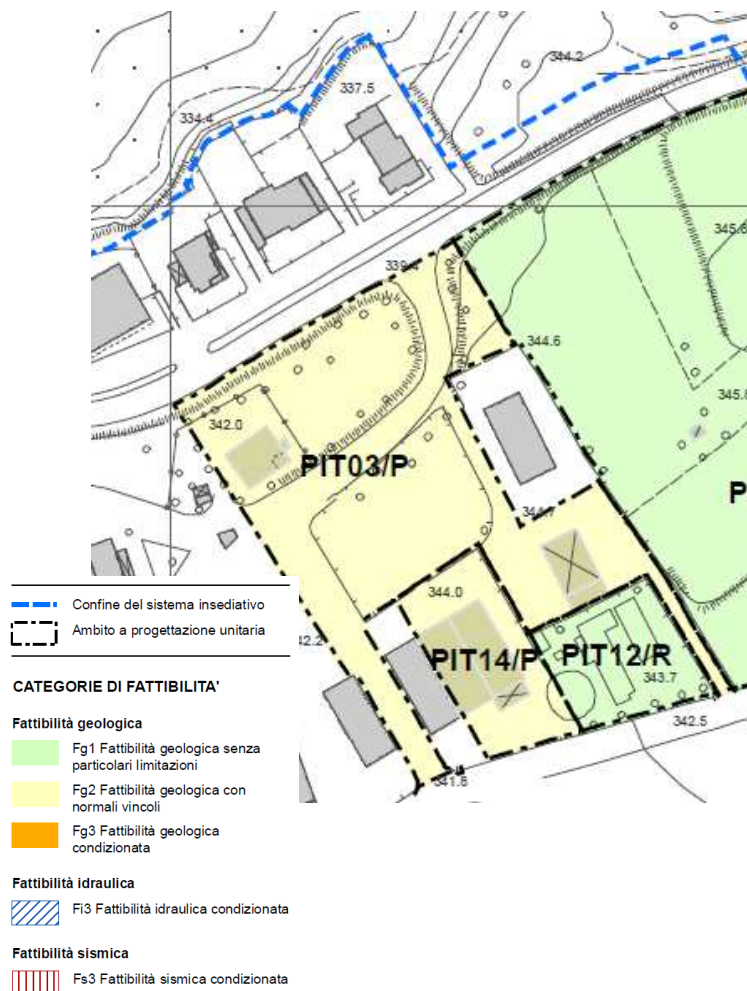 344.2
337.5
334.4
345.6
339.4
344.6
345.8
342.0
PIT03/P
P
344.7
344.0
42.2
PIT14/P
PIT12/R
343.7
342.5
341.8
Confine del sistema insediativo
Ambito a progettazione unitaria
CATEGORIE DI FATTIBILITA'
Fattibilità geologica
Fg1 Fattibilità geologica senza
particolari limitazioni
Fg2 Fattibilità geologica con
normali vincoli
Fg3 Fattibilità geologica
condizionata
Fattibilità idraulica
Fi3 Fattibilità idraulica condizionata
Fattibilità sismica
Fs3 Fattibilità sismica condizionata